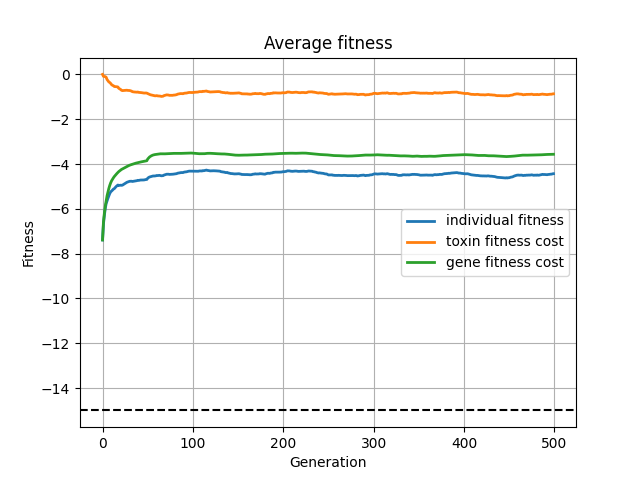 Average fitness
Fitness
0
−2
−4
−6
−8
−10
−12
−14
individual fitness
toxin fitness cost
gene fitness cost
0 100 200 300 400 500
Generation